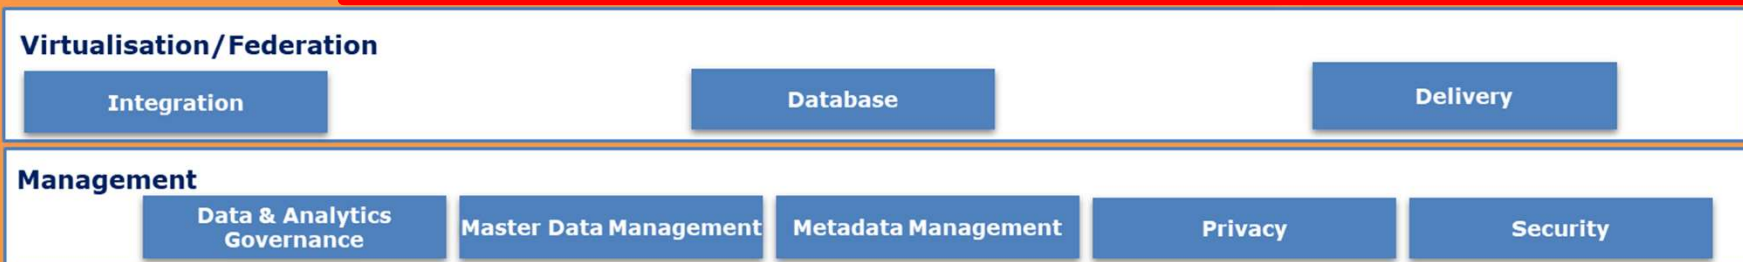 Virtualisation/Federation
Integration
Database
Delivery
Management
Data & Analytics
Governance
Master Data Management
Metadata Management
Privacy
Security